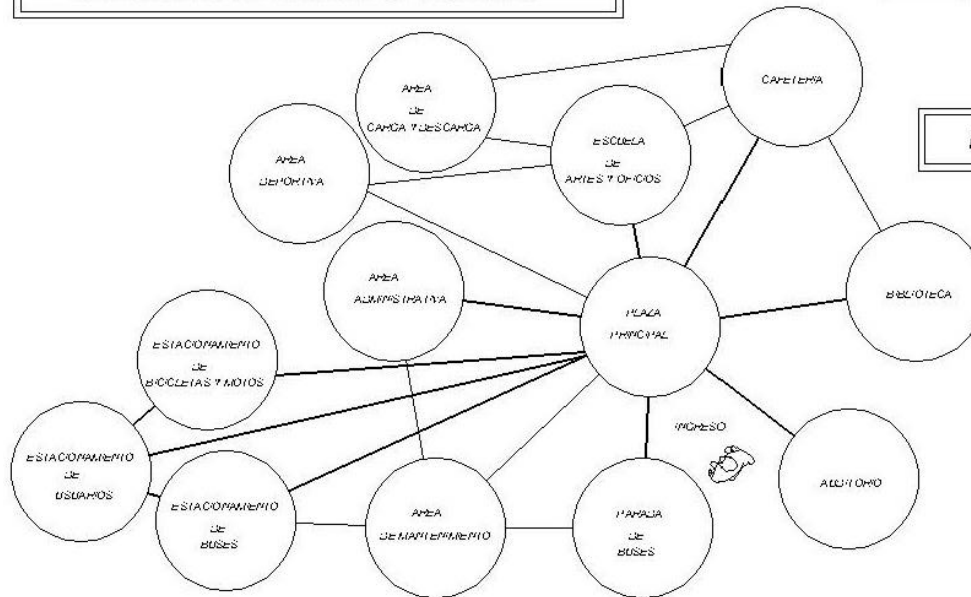 CAFETERIA
AREA
DE
CARGA Y DESCARGA
ESCUELA
DE
ARTES Y OFICIOS
AREA
DEPORTIVA
AREA
ADMINISTRATIVA
BIBLIOTECA
PLAZA
PRINCIPAL
ESTACIONAMIENTO
DE
BICICLETAS Y MOTOS
INGRESO
ESTACIONAMIENTO
DE
USUARIOS
AUDITORIO
ESTACIONAMIENTO
DE
BUSES
AREA
DE MANTENIMIENTO
PARADA
DE
BUSES